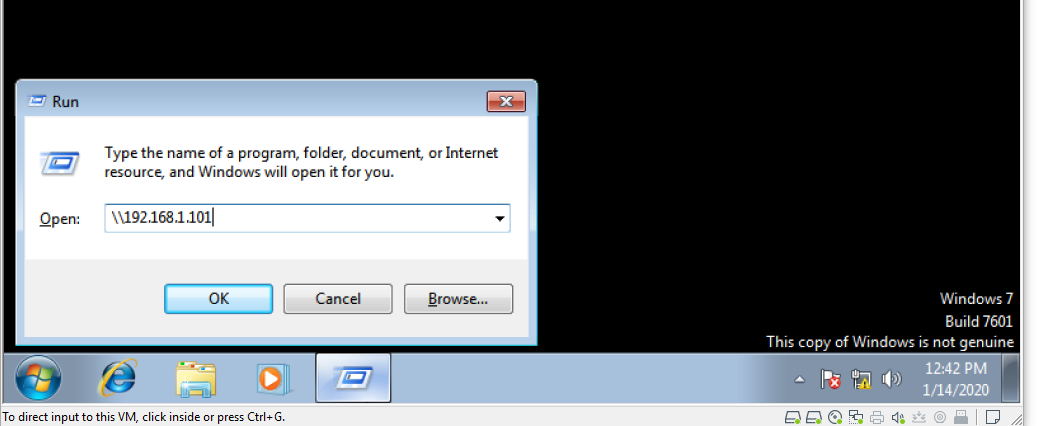 Run
Type the name of a program, folder, document, or Internet
resource, and Windows will open it for you.
Open: \\192.168.1.101
OK Cancel Browse...
Windows 7
Build 7601
This copy of Windows is not genuine
12:42 PM
1/14/2020
To direct input to this VM, click inside or press Ctrl+G.